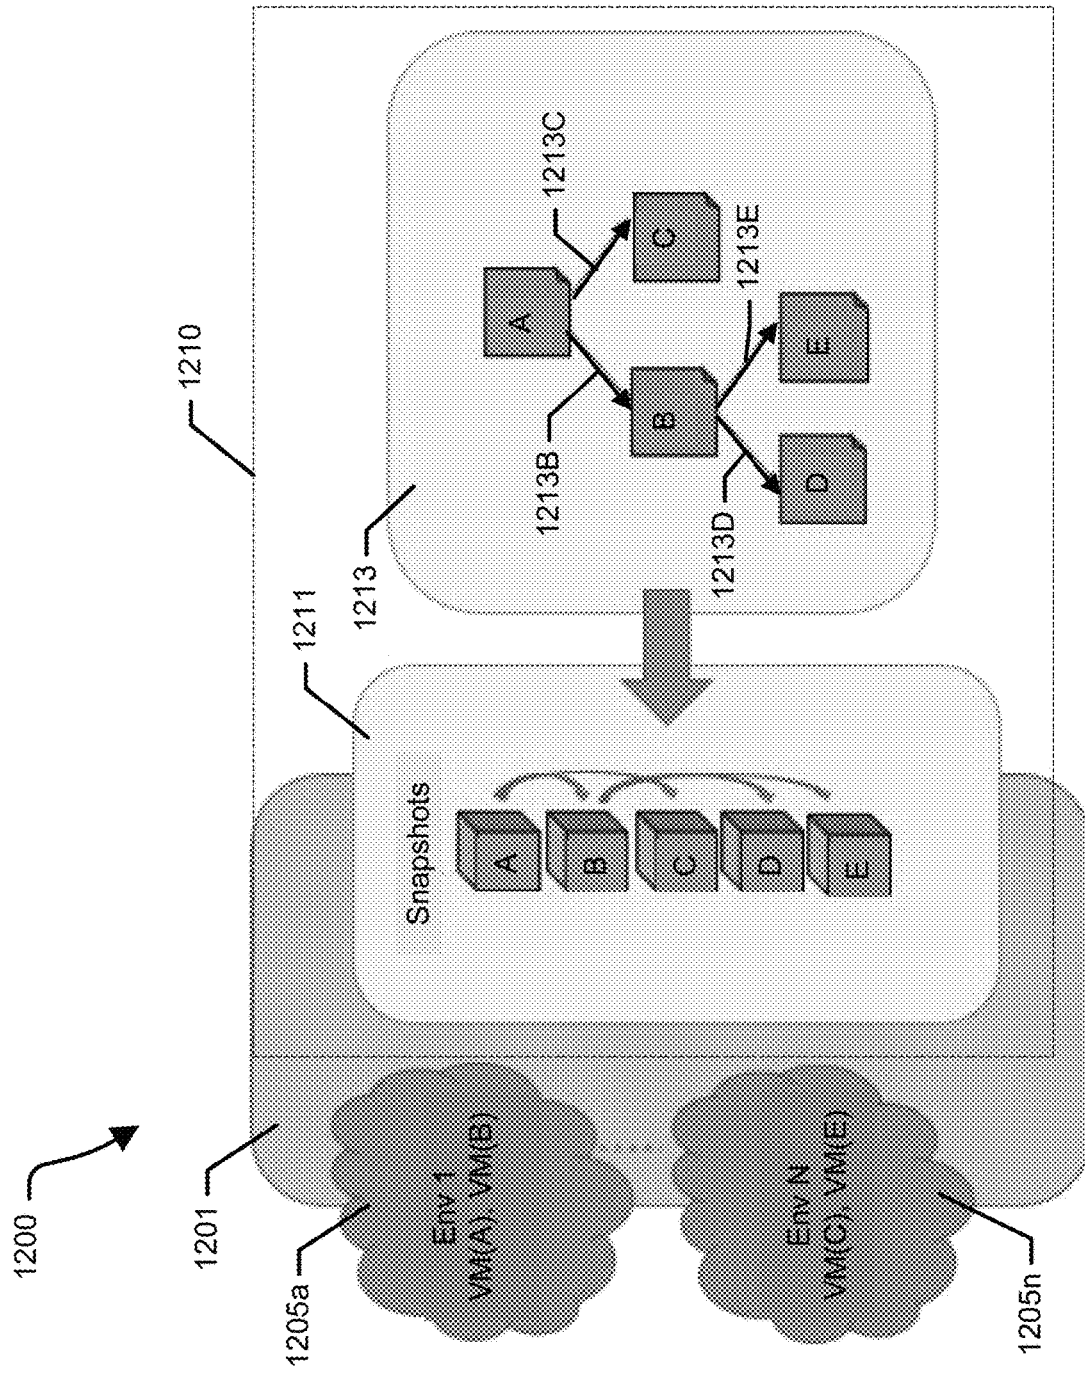 1200
1201
1205a
Env 1
VM(A), VM(B)
1205n
Env N
VM(C), VM(E)
1210
1211
Snapshots
A
B
C
D
E
1213
A
1213B
1213C
B
C
1213D
1213E
D
E